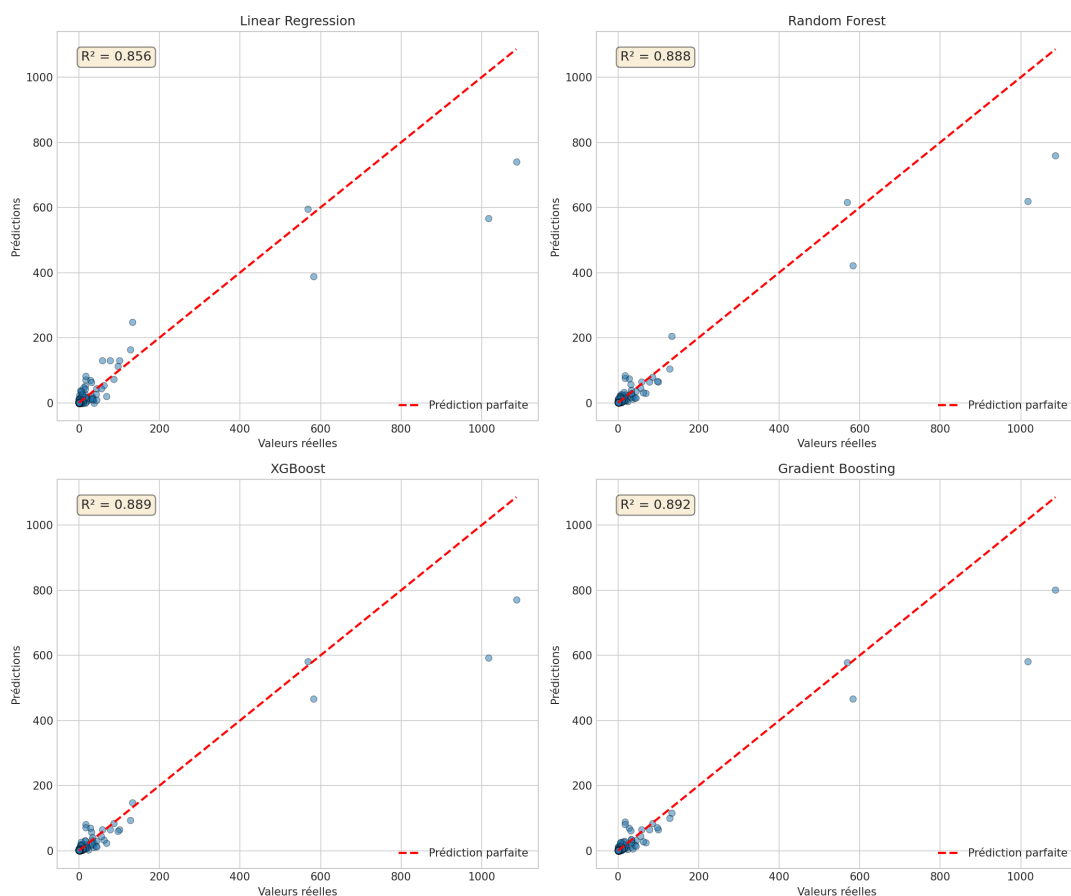 Linear Regression
R² = 0.856
Prédictions
1000
800
600
400
200
0
0 200 400 600 800 1000
Valeurs réelles
Prédiction parfaite
Random Forest
R² = 0.888
Prédictions
1000
800
600
400
200
0
0 200 400 600 800 1000
Valeurs réelles
Prédiction parfaite
XGBoost
R² = 0.889
Prédictions
1000
800
600
400
200
0
0 200 400 600 800 1000
Valeurs réelles
Prédiction parfaite
Gradient Boosting
R² = 0.892
Prédictions
1000
800
600
400
200
0
0 200 400 600 800 1000
Valeurs réelles
Prédiction parfaite